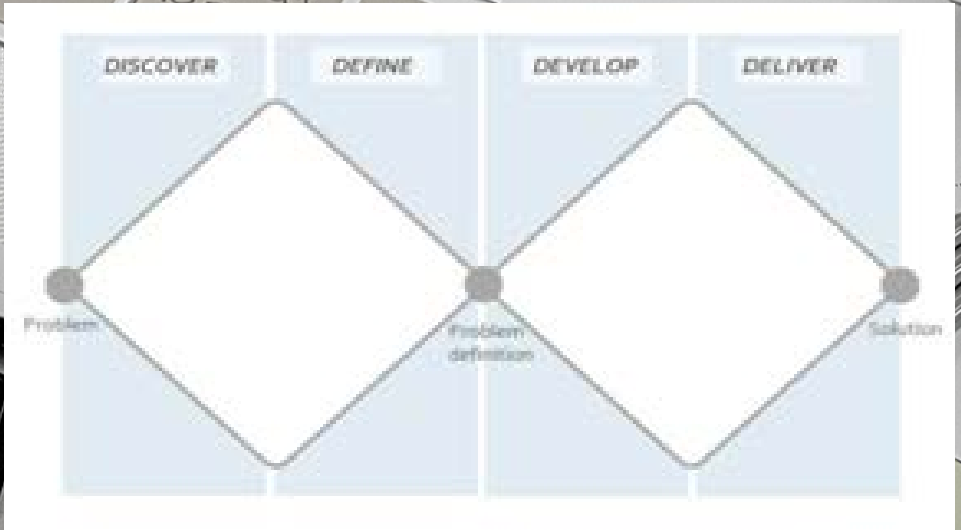 DISCOVER
DEFINE
DEVELOP
DELIVER
Problem
Problem
definition
Solution